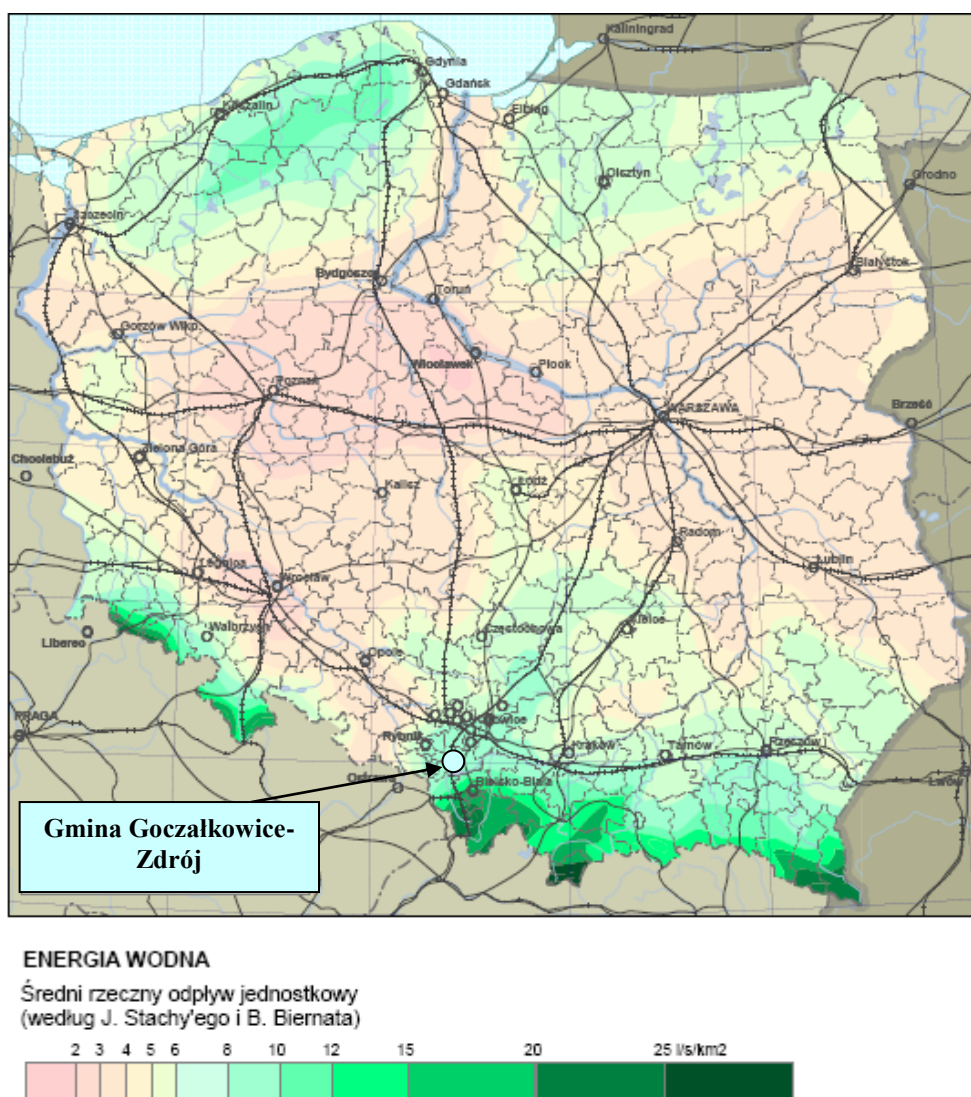 Kaliningrad
Gdynia
Gdańsk
Koszalin
Elbląg
Olsztyn
Grodno
Szczecin
Białystok
Bydgoszcz
Toruń
Gorzów Wlkp.
Włocławek
Płock
Poznań
WARSZAWA
Brześć
Zielona Góra
Chociebuż
Kalisz
Łódź
Radom
Lublin
Legnica
Wrocław
Liberec
Wałbrzych
Częstochowa
Kielce
Opole
PRAGA
Rybnik
Kraków
Tarnów
Rzeszów
Lwów
Bielsko-Biała
Gmina Goczałkowice-
Zdrój
ENERGIA WODNA
Średni rzeczny odpływ jednostkowy
(według J. Stachy'ego i B. Biernata)
2 3 4 5 6 8 10 12 15 20 25 l/s/km2